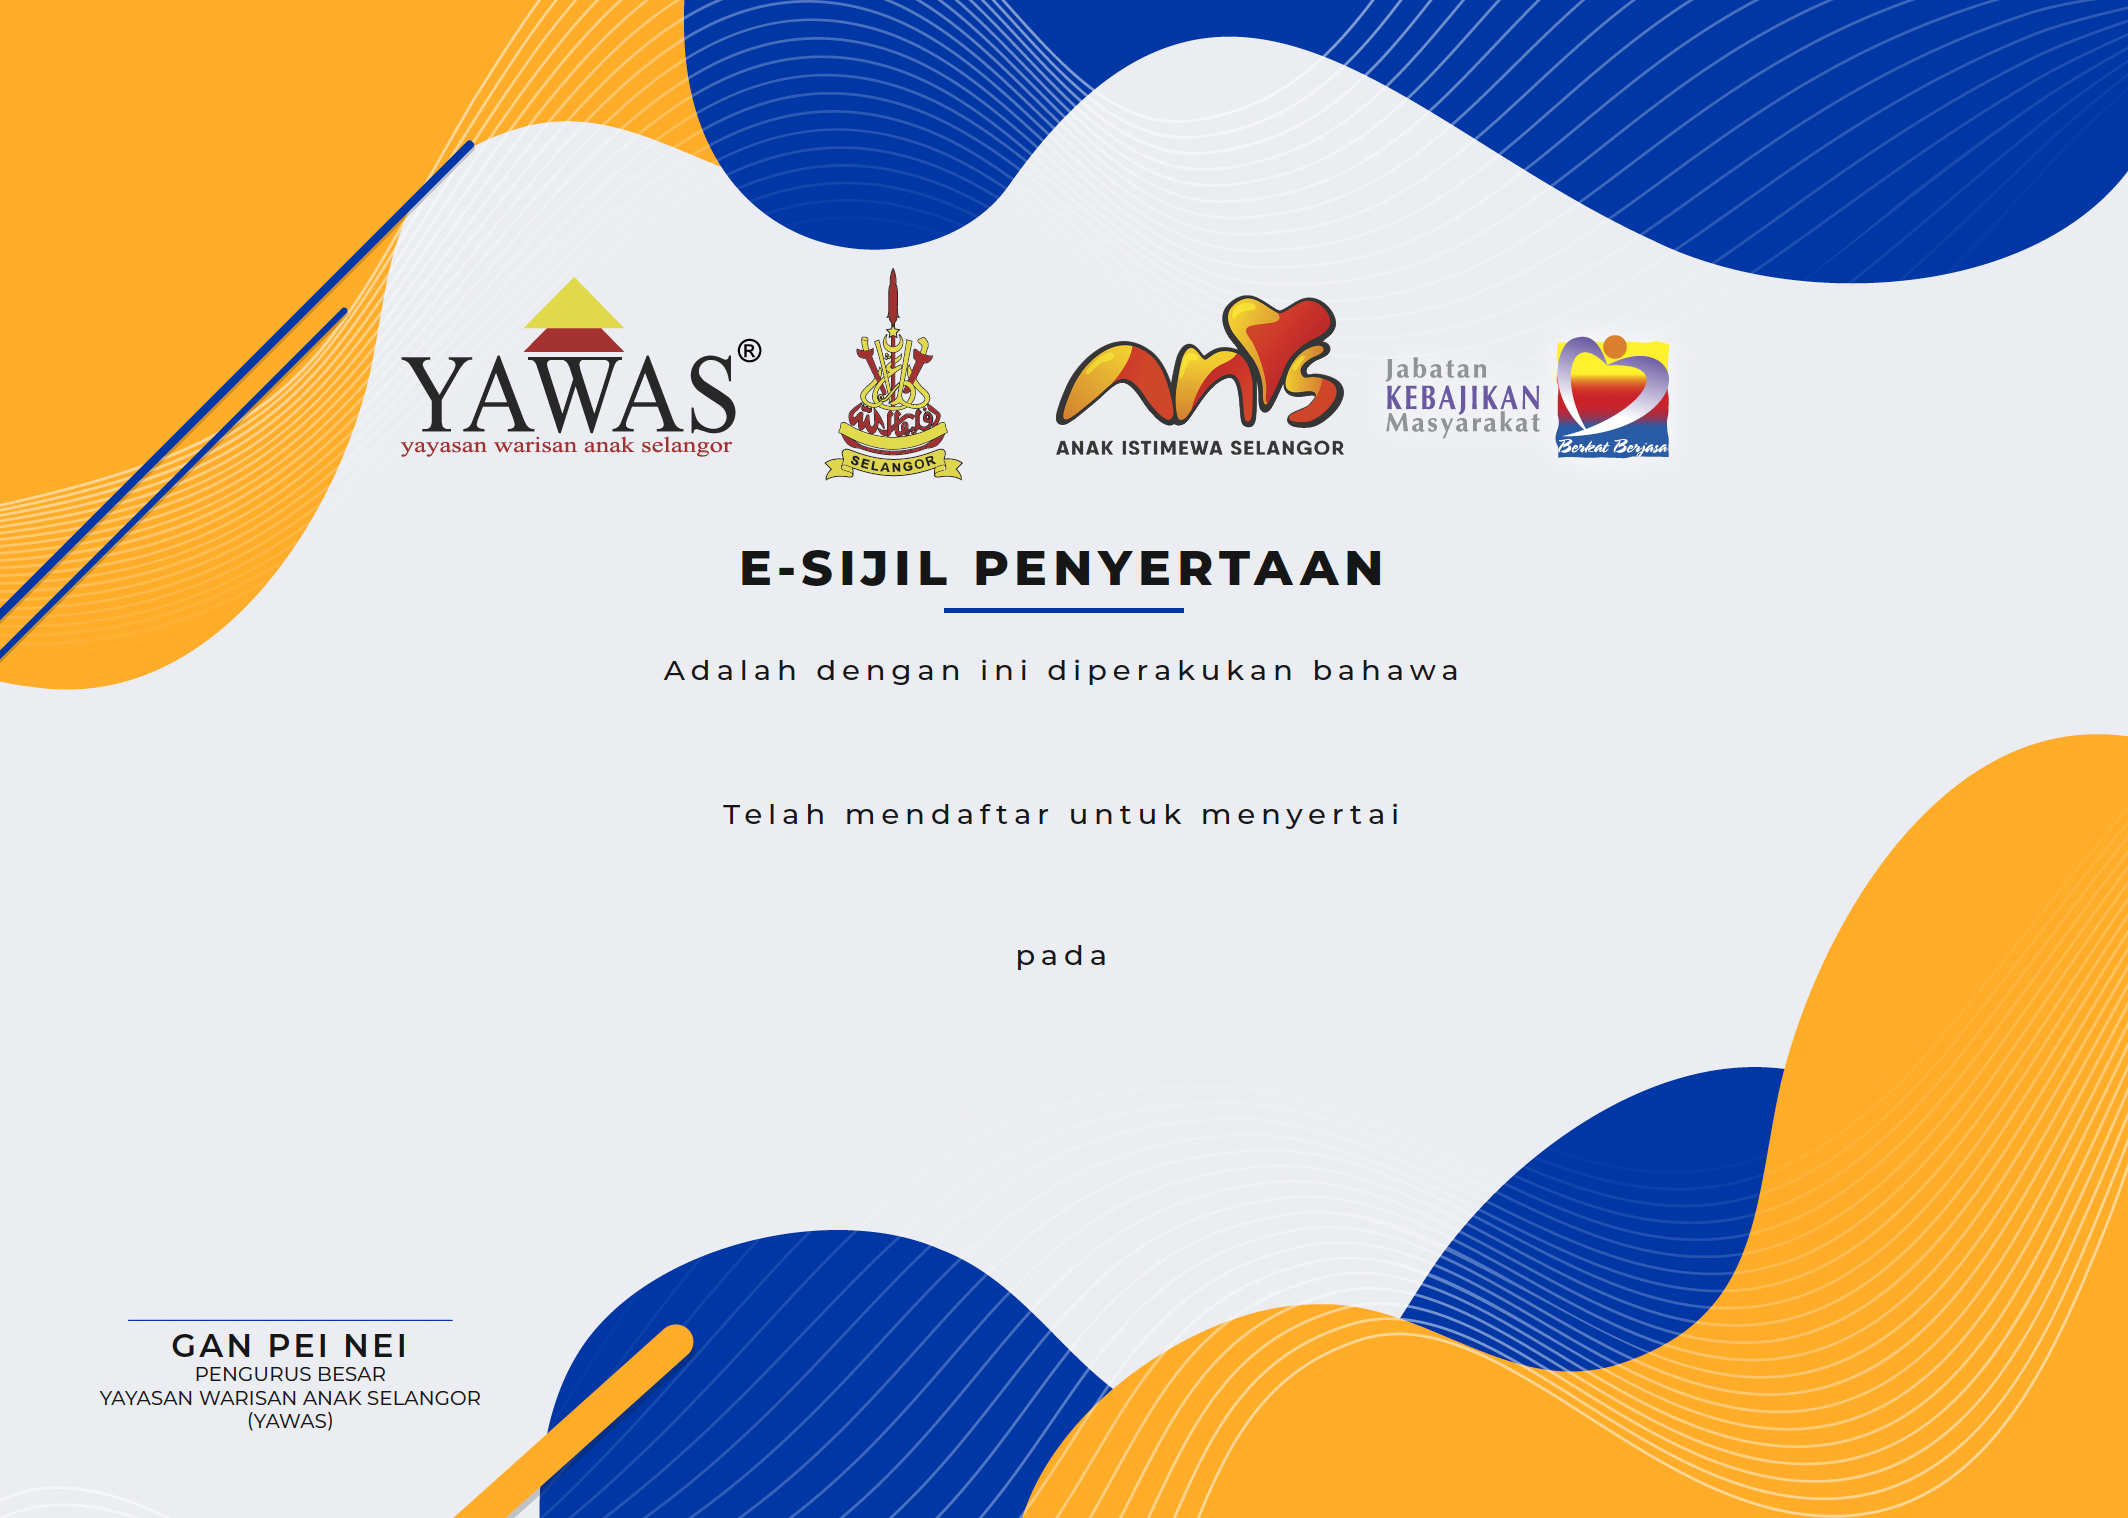 YAWAS®
yayasan warisan anak selangor
SELANGOR
anis
ANAK ISTIMEWA SELANGOR
Jabatan
KEBAJIKAN
Masyarakat
Berkat Berjasa
E-SIJIL PENYERTAAN
Adalah dengan ini diperakukan bahawa
Telah mendaftar untuk menyertai
pada
GAN PEI NEI
PENGURUS BESAR
YAYASAN WARISAN ANAK SELANGOR
(YAWAS)